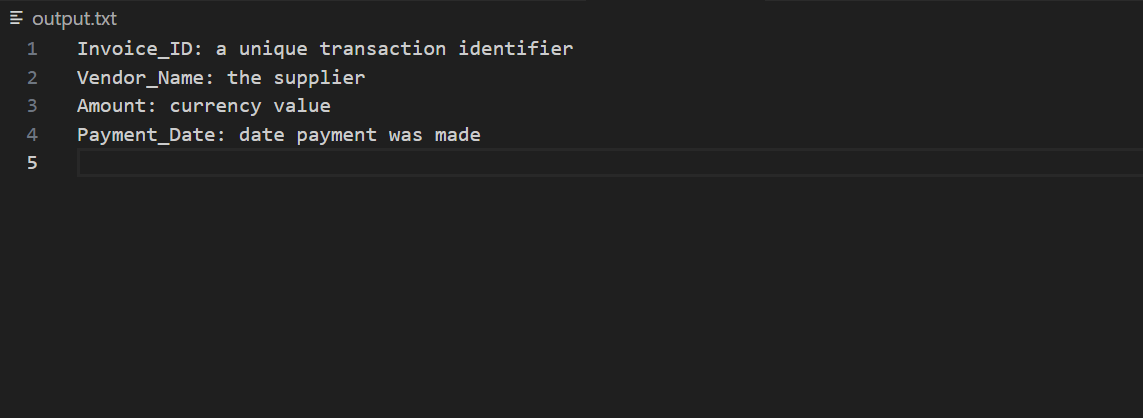 output.txt
1 Invoice_ID: a unique transaction identifier
2 Vendor_Name: the supplier
3 Amount: currency value
4 Payment_Date: date payment was made
5